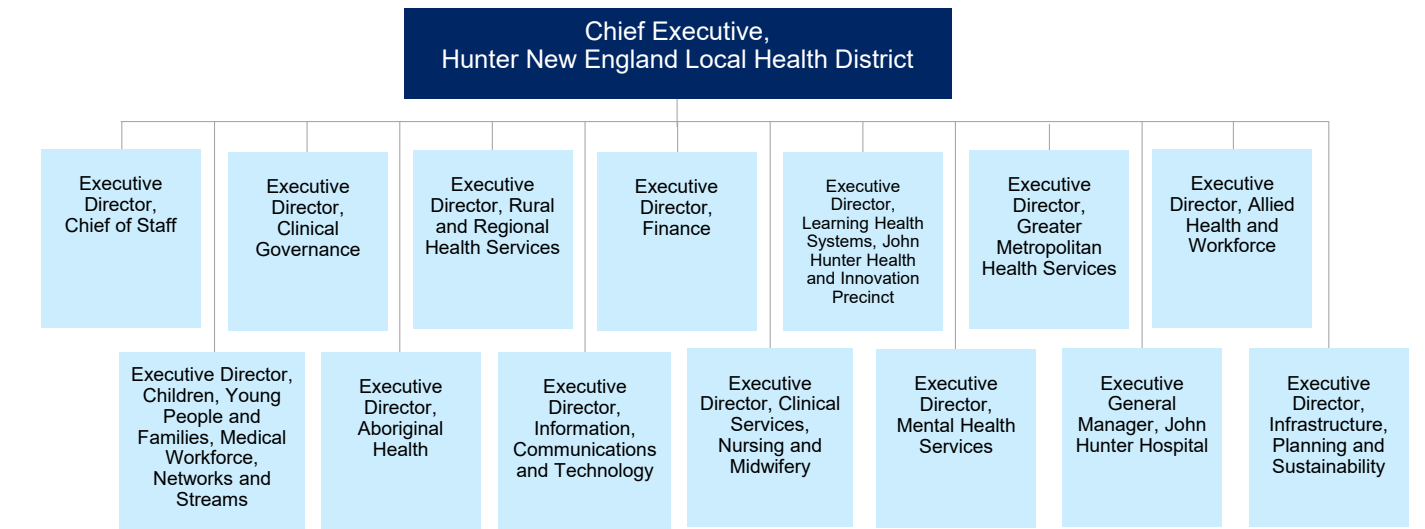 Chief Executive,
Hunter New England Local Health District
Executive
Director,
Chief of Staff
Executive
Director,
Clinical
Governance
Executive
Director, Rural
and Regional
Health Services
Executive
Director,
Finance
Executive
Director,
Learning Health
Systems, John
Hunter Health
and Innovation
Precinct
Executive
Director,
Greater
Metropolitan
Health Services
Executive
Director, Allied
Health and
Workforce
Executive Director,
Children, Young
People and
Families, Medical
Workforce,
Networks and
Streams
Executive
Director,
Aboriginal
Health
Executive
Director,
Information,
Communications
and Technology
Executive
Director, Clinical
Services,
Nursing and
Midwifery
Executive
Director,
Mental Health
Services
Executive
General
Manager, John
Hunter Hospital
Executive
Director,
Infrastructure,
Planning and
Sustainability